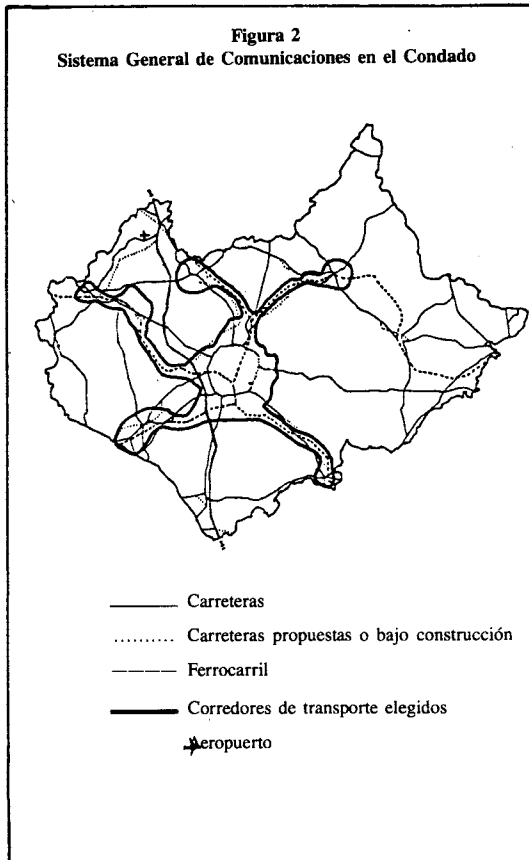 Figura 2
Sistema General de Comunicaciones en el Condado
Carreteras
Carreteras propuestas o bajo construcción
Ferrocarril
Corredores de transporte elegidos
Aeropuerto